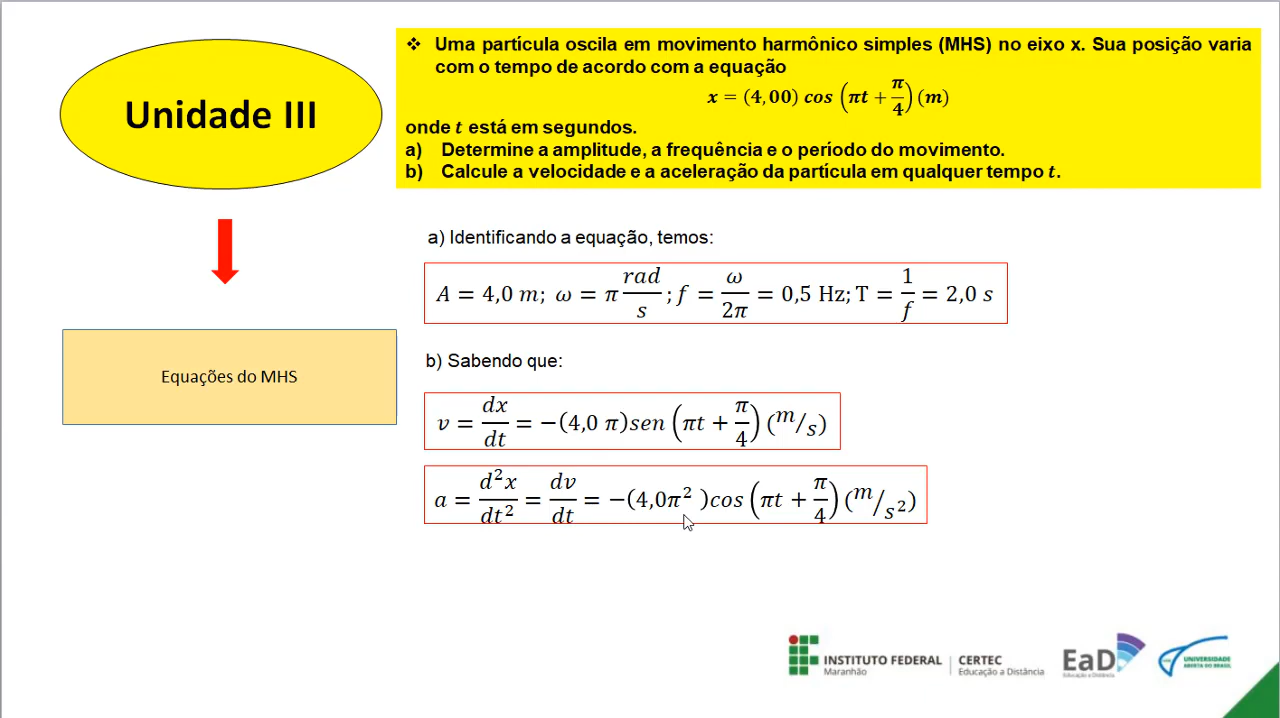 Unidade III
❖ Uma partícula oscila em movimento harmônico simples (MHS) no eixo x. Sua posição varia
com o tempo de acordo com a equação
x = (4,00) cos (πt + π/4) (m)
onde t está em segundos.
a) Determine a amplitude, a frequência e o período do movimento.
b) Calcule a velocidade e a aceleração da partícula em qualquer tempo t.
a) Identificando a equação, temos:
A = 4,0 m; ω = π rad/s; f = ω/2π = 0,5 Hz; T = 1/f = 2,0 s
Equações do MHS
b) Sabendo que:
v = dx/dt = −(4,0 π)sen (πt + π/4) (m/s)
a = d²x/dt² = dv/dt = −(4,0π² )cos (πt + π/4) (m/s²)
INSTITUTO FEDERAL
Maranhão
CERTEC
Educação a Distância
EaD
Educação a Distância
UNIVERSIDADE
ABERTA DO BRASIL